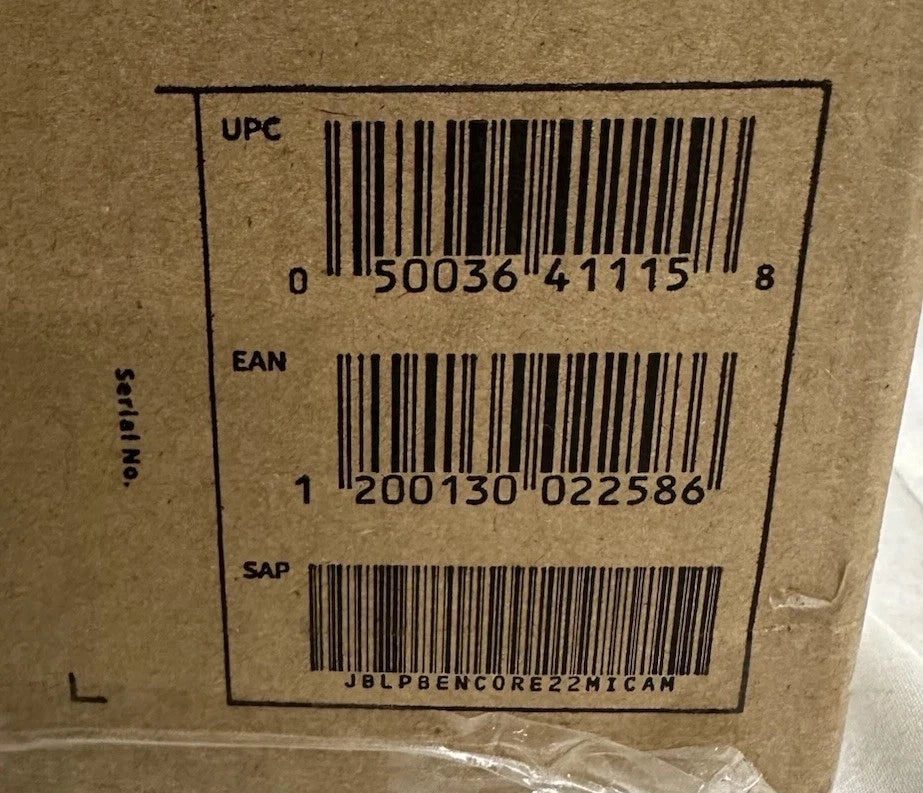 UPC
0 50036 41115 8
EAN
1 200130 022586
Serial No.
SAP
JBLPBENCORE22MICAM